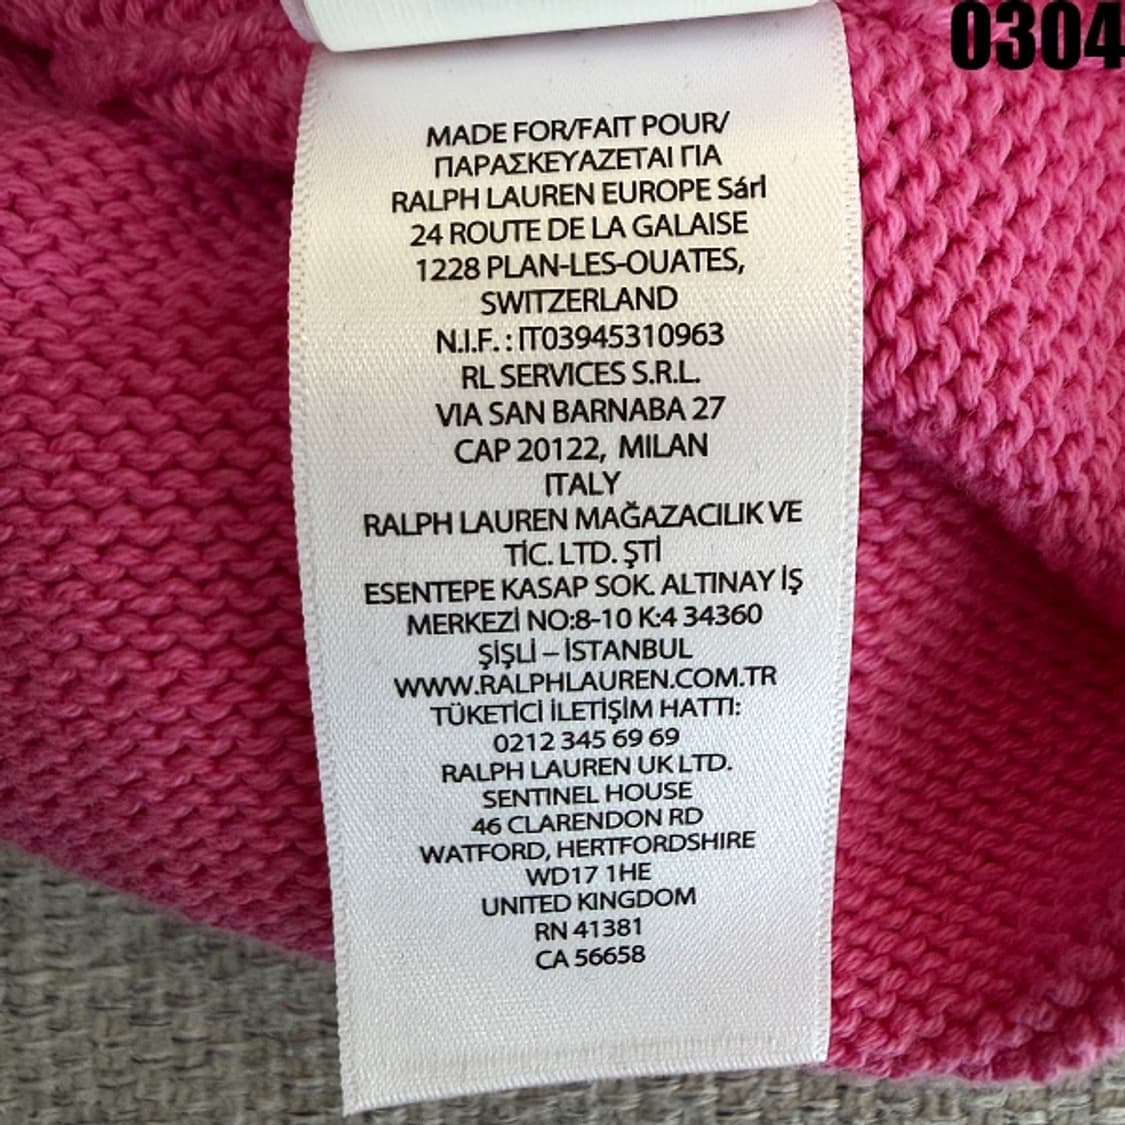 0304
MADE FOR/FAIT POUR/
ΠΑΡΑΣΚΕΥΑΖΕΤΑΙ ΓΙΑ
RALPH LAUREN EUROPE Sárl
24 ROUTE DE LA GALAISE
1228 PLAN-LES-OUATES,
SWITZERLAND
N.I.F. : IT03945310963
RL SERVICES S.R.L.
VIA SAN BARNABA 27
CAP 20122, MILAN
ITALY
RALPH LAUREN MAĞAZACILIK VE
TİC. LTD. ŞTİ
ESENTEPE KASAP SOK. ALTINAY İŞ
MERKEZİ NO:8-10 K:4 34360
ŞİŞLİ – İSTANBUL
WWW.RALPHLAUREN.COM.TR
TÜKETİCİ İLETİŞİM HATTI:
0212 345 69 69
RALPH LAUREN UK LTD.
SENTINEL HOUSE
46 CLARENDON RD
WATFORD, HERTFORDSHIRE
WD17 1HE
UNITED KINGDOM
RN 41381
CA 56658